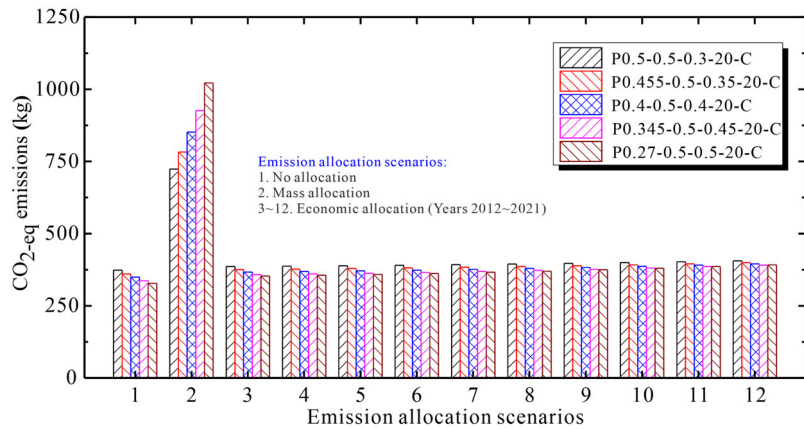 1250
1000
750
500
250
0
CO2-eq emissions (kg)
P0.5-0.5-0.3-20-C
P0.455-0.5-0.35-20-C
P0.4-0.5-0.4-20-C
P0.345-0.5-0.45-20-C
P0.27-0.5-0.5-20-C
Emission allocation scenarios:
1. No allocation
2. Mass allocation
3~12. Economic allocation (Years 2012~2021)
1 2 3 4 5 6 7 8 9 10 11 12
Emission allocation scenarios